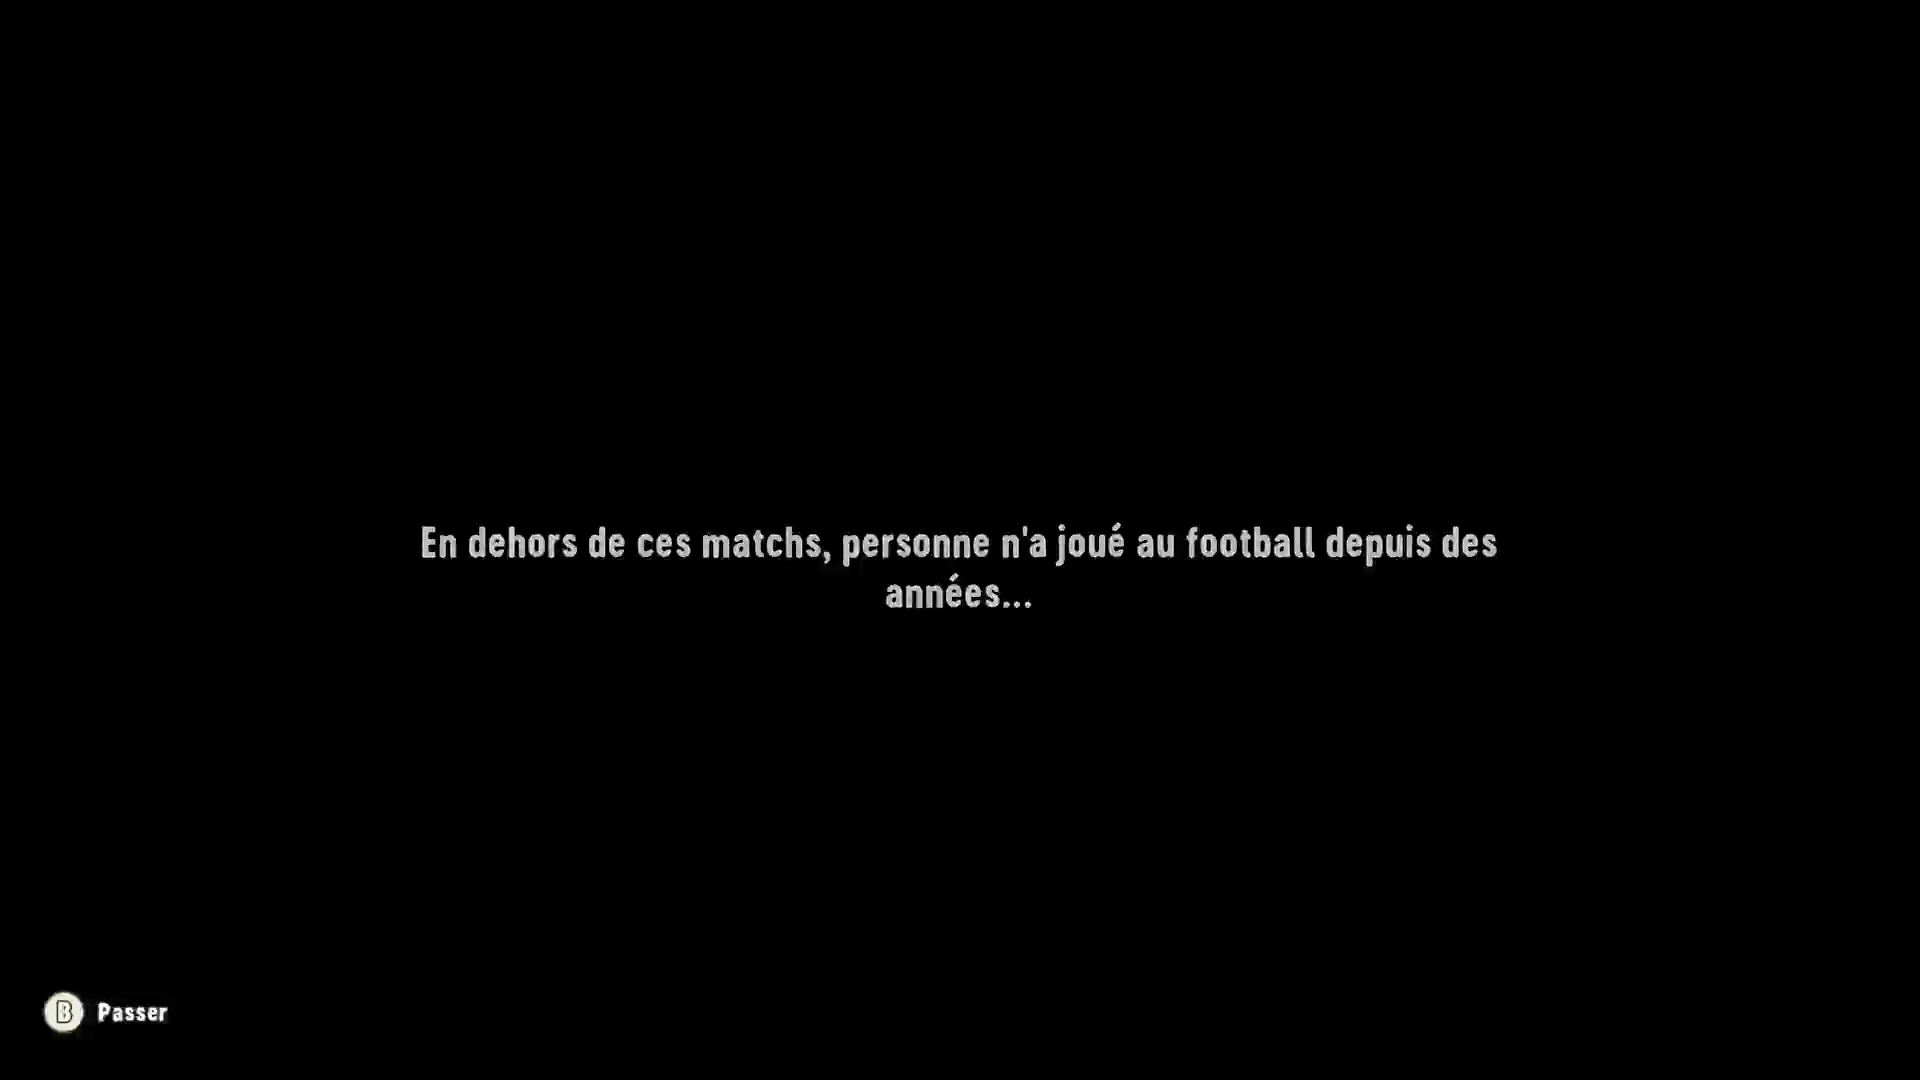 En dehors de ces matchs, personne n'a joué au football depuis des
années...
B Passer